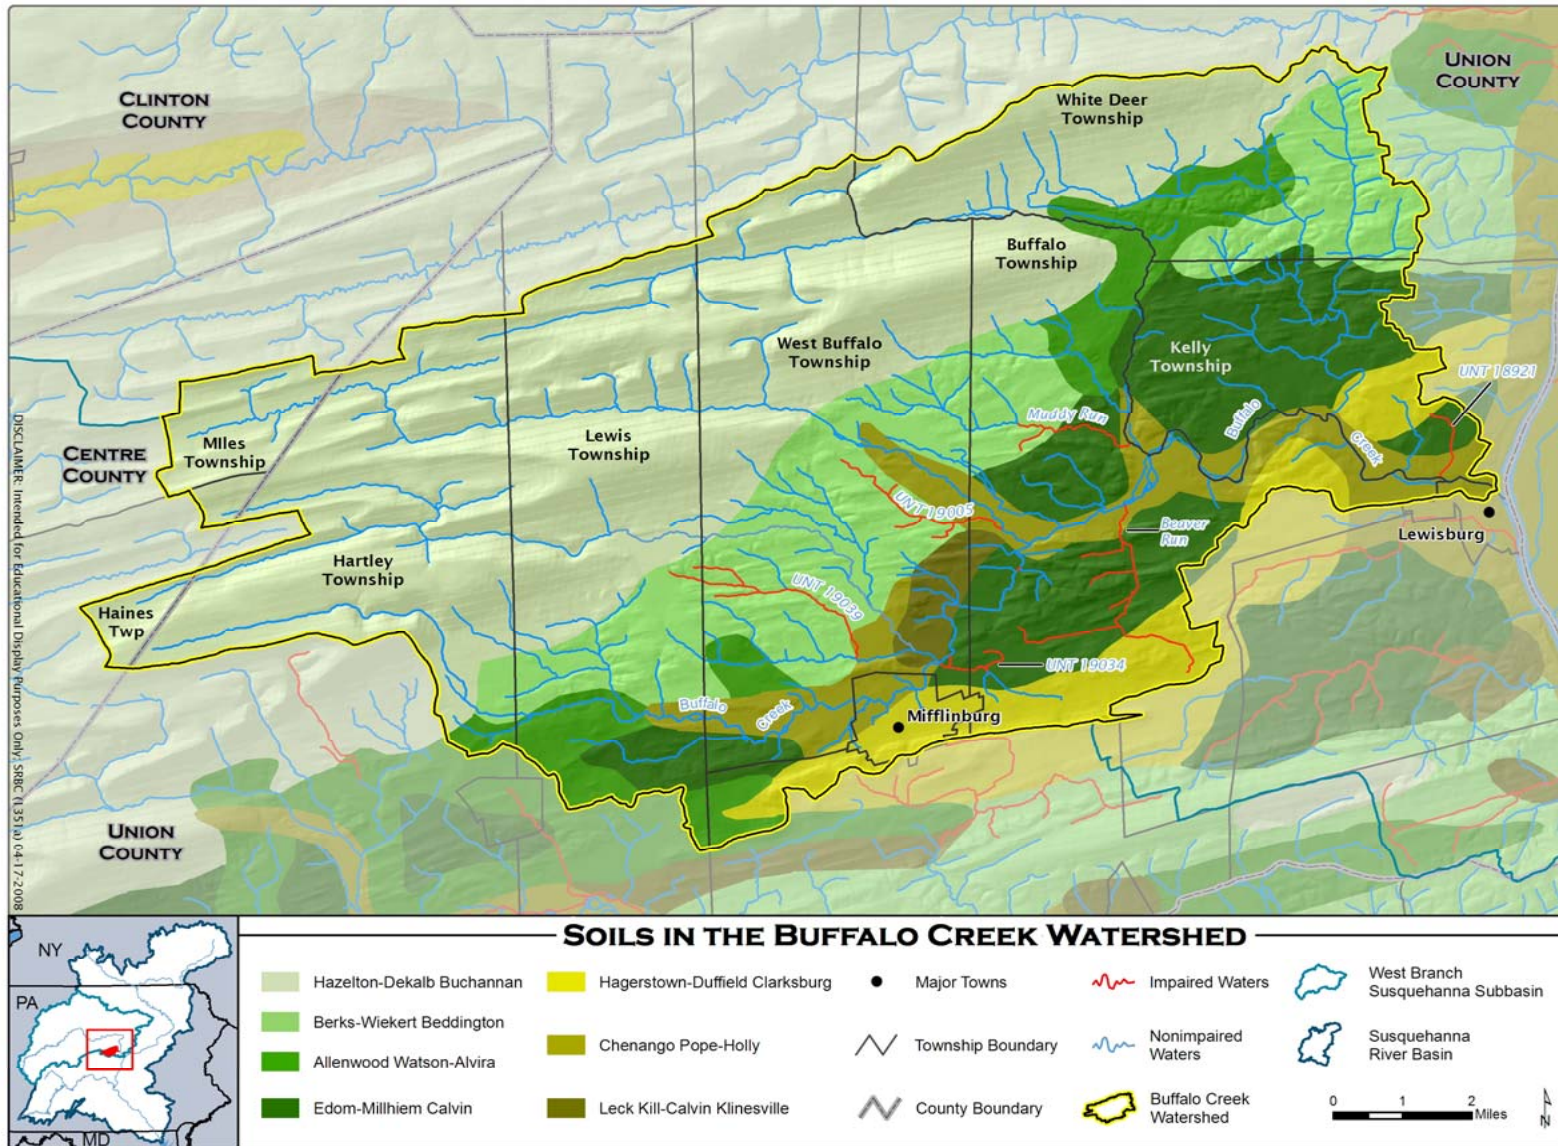 CLINTON
COUNTY
UNION
COUNTY
White Deer
Township
Buffalo
Township
West Buffalo
Township
Kelly
Township
UNT 18921
Muddy Run
Buffalo
Creek
MIles
Township
Lewis
Township
CENTRE
COUNTY
UNT 19005
Beaver
Run
Lewisburg
Hartley
Township
UNT 19039
Haines
Twp
UNT 19034
Buffalo
Creek
Mifflinburg
UNION
COUNTY
DISCLAIMER: Intended for Educational Display Purposes Only; SRBC (1351a) 04-17-2008
NY
PA
MD
SOILS IN THE BUFFALO CREEK WATERSHED
Hazelton-Dekalb Buchannan
Berks-Wiekert Beddington
Allenwood Watson-Alvira
Edom-Millhiem Calvin
Hagerstown-Duffield Clarksburg
Chenango Pope-Holly
Leck Kill-Calvin Klinesville
Major Towns
Township Boundary
County Boundary
Impaired Waters
Nonimpaired
Waters
Buffalo Creek
Watershed
West Branch
Susquehanna Subbasin
Susquehanna
River Basin
0 1 2
Miles
N